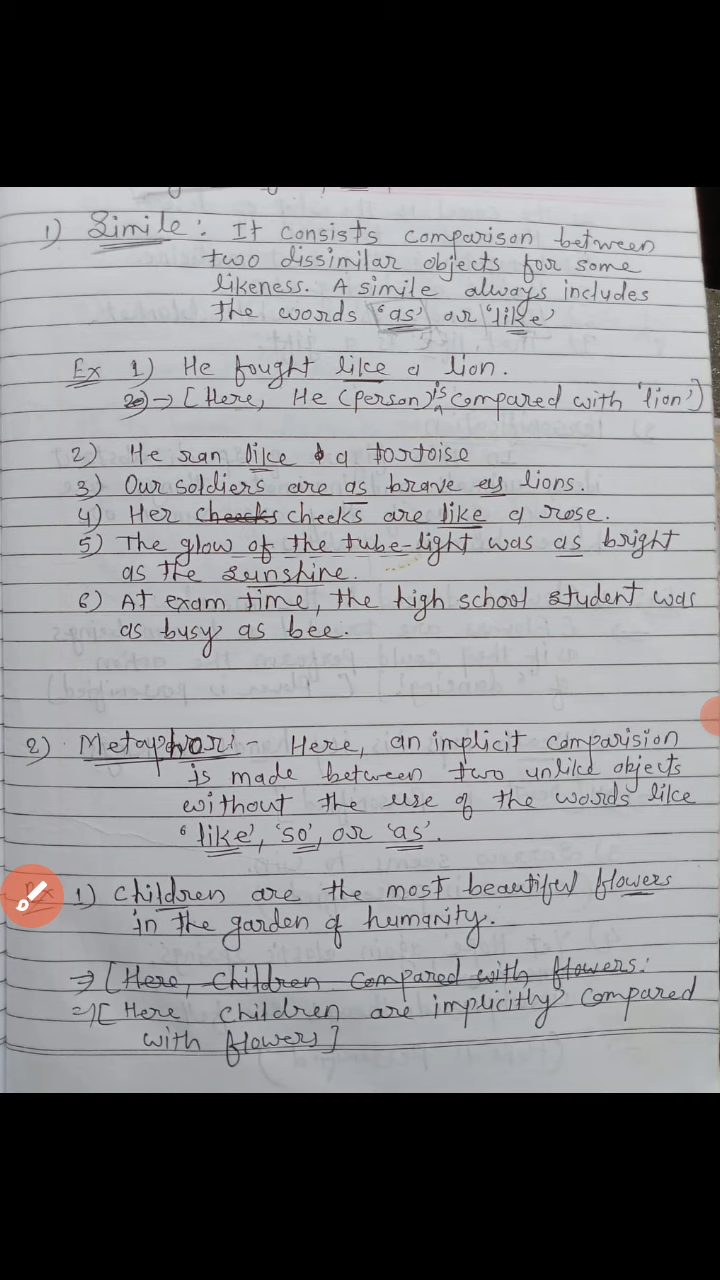 1) Simile: It consists comparison between
two dissimilar objects for some
likeness. A simile always includes
the words 'as' or 'like'
Ex 1) He fought like a lion.
→ [Here, He (person) is compared with 'lion']
2) He ran like a tortoise
3) Our soldiers are as brave as lions.
4) Her cheecks cheeks are like a rose.
5) The glow of the tube-light was as bright
as the sunshine.
6) At exam time, the high school student was
as busy as bee.
2) Metaphor:- Here, an implicit comparision
is made between two unlike objects
without the use of the words like
'like', 'so', or 'as'.
Ex 1) Children are the most beautiful flowers
in the garden of humanity.
→ [Here, Children compared with flowers.
⇒ [Here children are implicitly compared
with flowers]